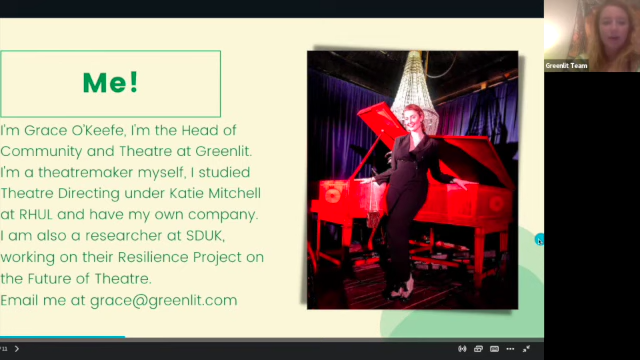 Me!
I'm Grace O'Keefe, I'm the Head of
Community and Theatre at Greenlit.
I'm a theatremaker myself, I studied
Theatre Directing under Katie Mitchell
at RHUL and have my own company.
I am also a researcher at SDUK,
working on their Resilience Project on
the Future of Theatre.
Email me at grace@greenlit.com
Greenlit Team
/11